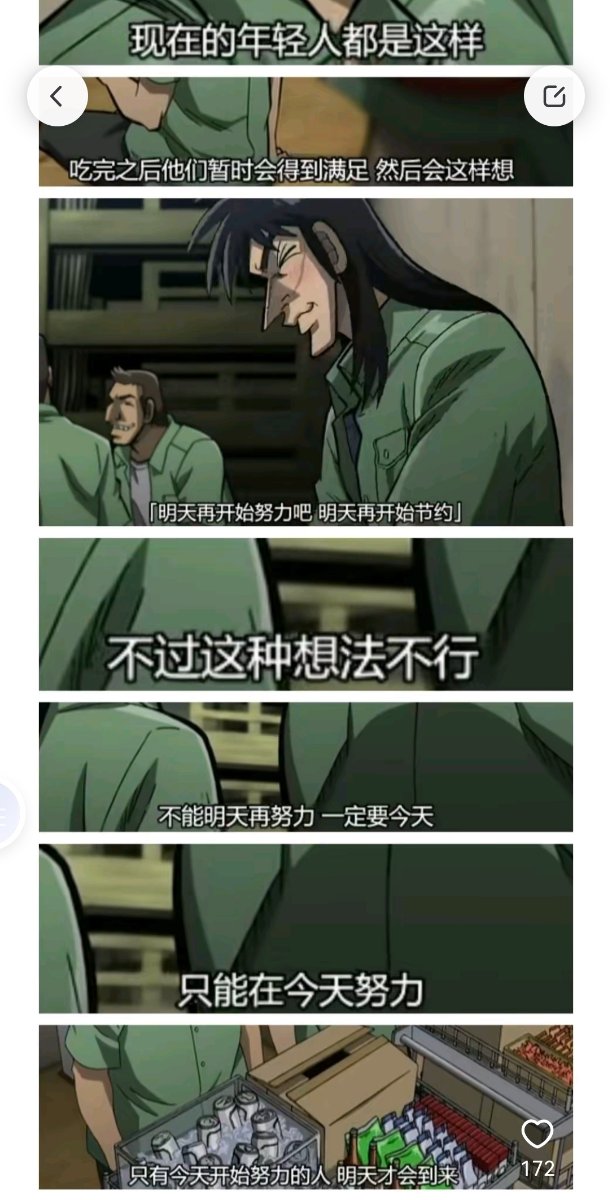 现在的年轻人都是这样
吃完之后他们暂时会得到满足 然后会这样想
「明天再开始努力吧 明天再开始节约」
不过这种想法不行
不能明天再努力 一定要今天
只能在今天努力
只有今天开始努力的人 明天才会到来
172